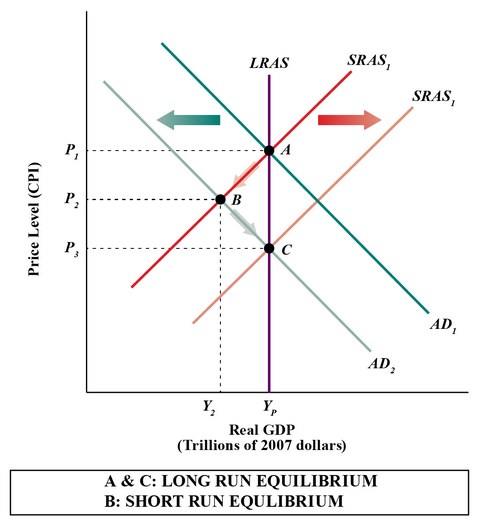 LRAS
SRAS1
SRAS1
P1
A
P2
B
P3
C
AD1
AD2
Y2
YP
Price Level (CPI)
Real GDP
(Trillions of 2007 dollars)
A & C: LONG RUN EQUILIBRIUM
B: SHORT RUN EQULIBRIUM